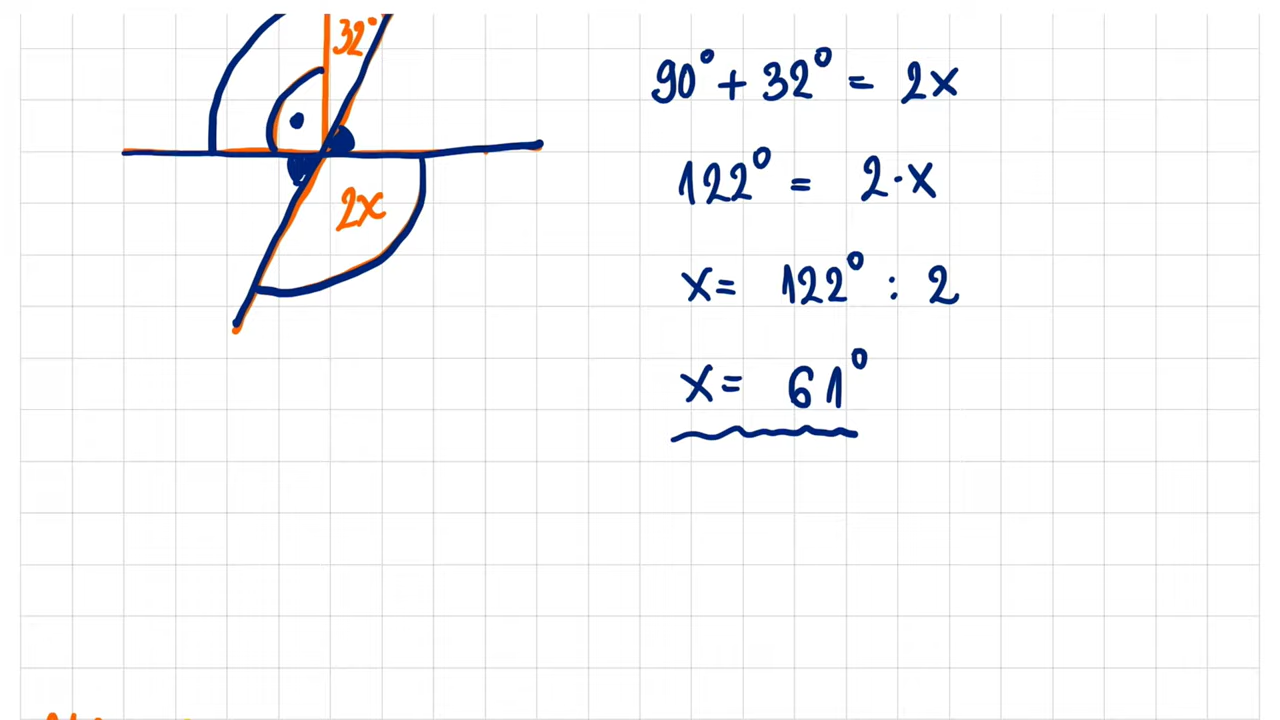 32°
2x
90° + 32° = 2x
122° = 2·x
x = 122° : 2
x = 61°